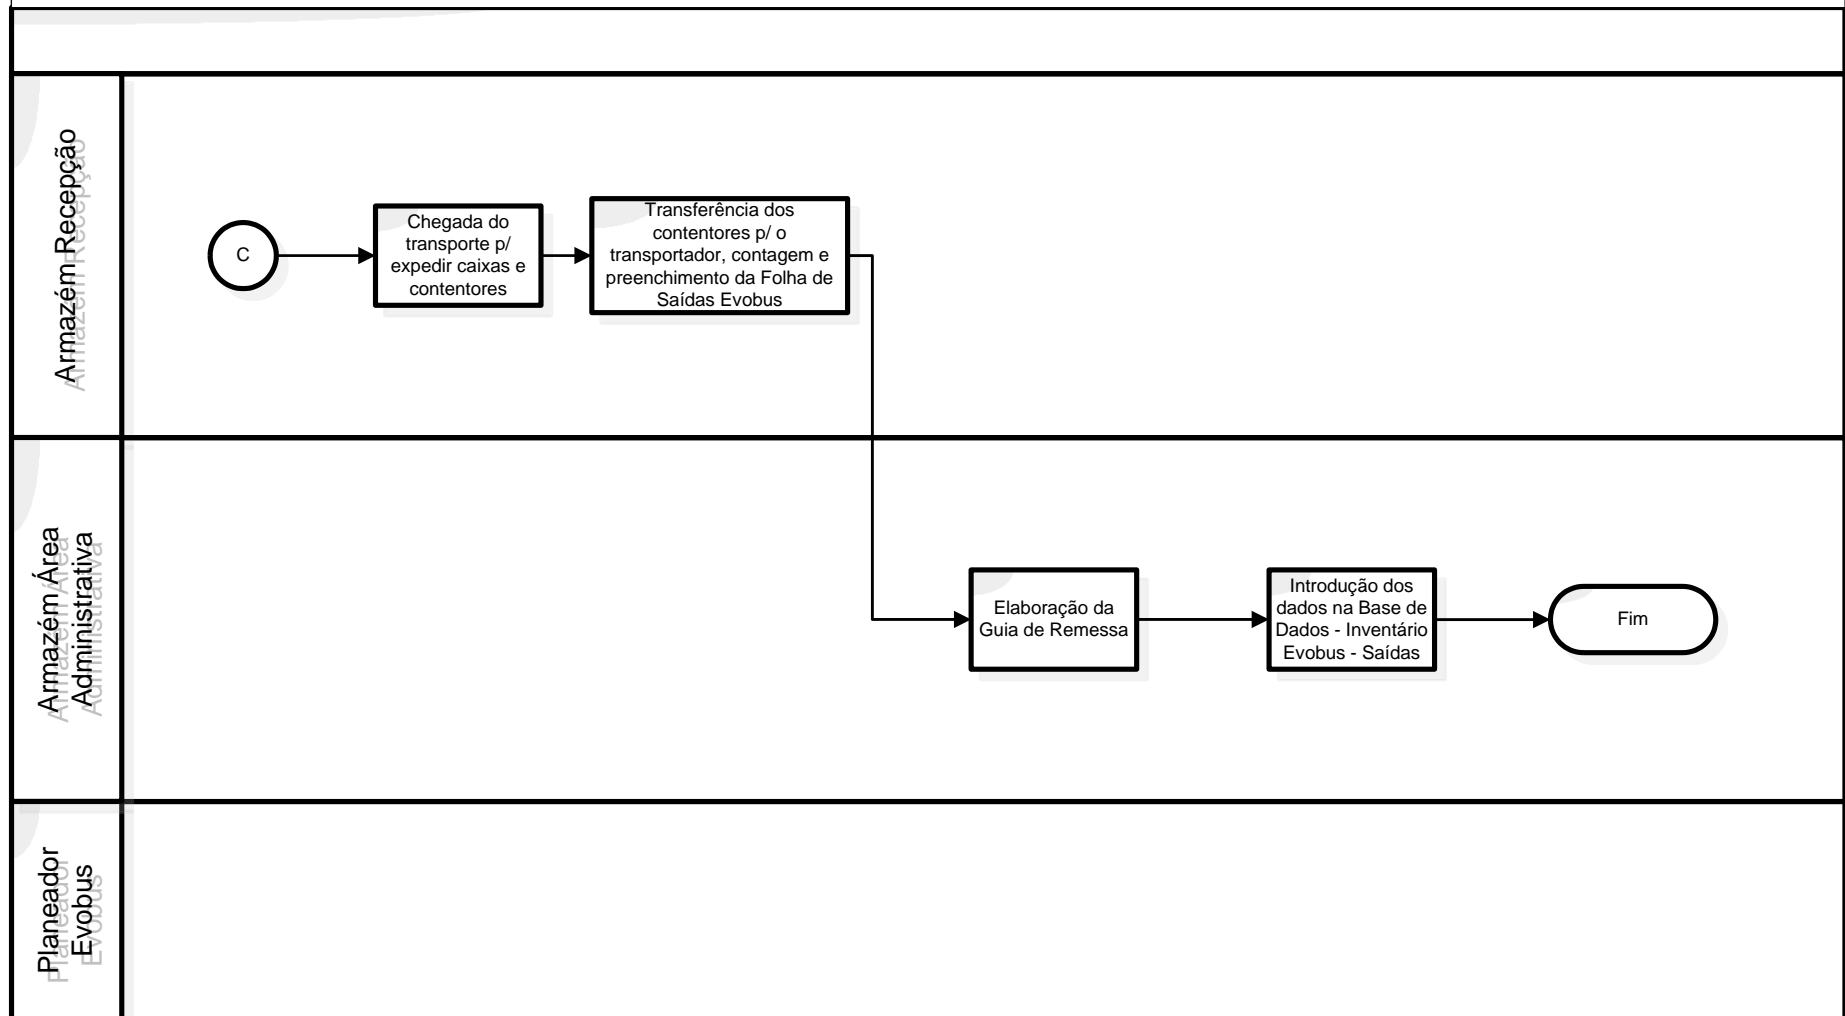 Armazém Recepção
C
Chegada do
transporte p/
expedir caixas e
contentores
Transferência dos
contentores p/ o
transportador, contagem e
preenchimento da Folha de
Saídas Evobus
Armazém Área
Administrativa
Elaboração da
Guia de Remessa
Introdução dos
dados na Base de
Dados - Inventário
Evobus - Saídas
Fim
Planeador
Evobus